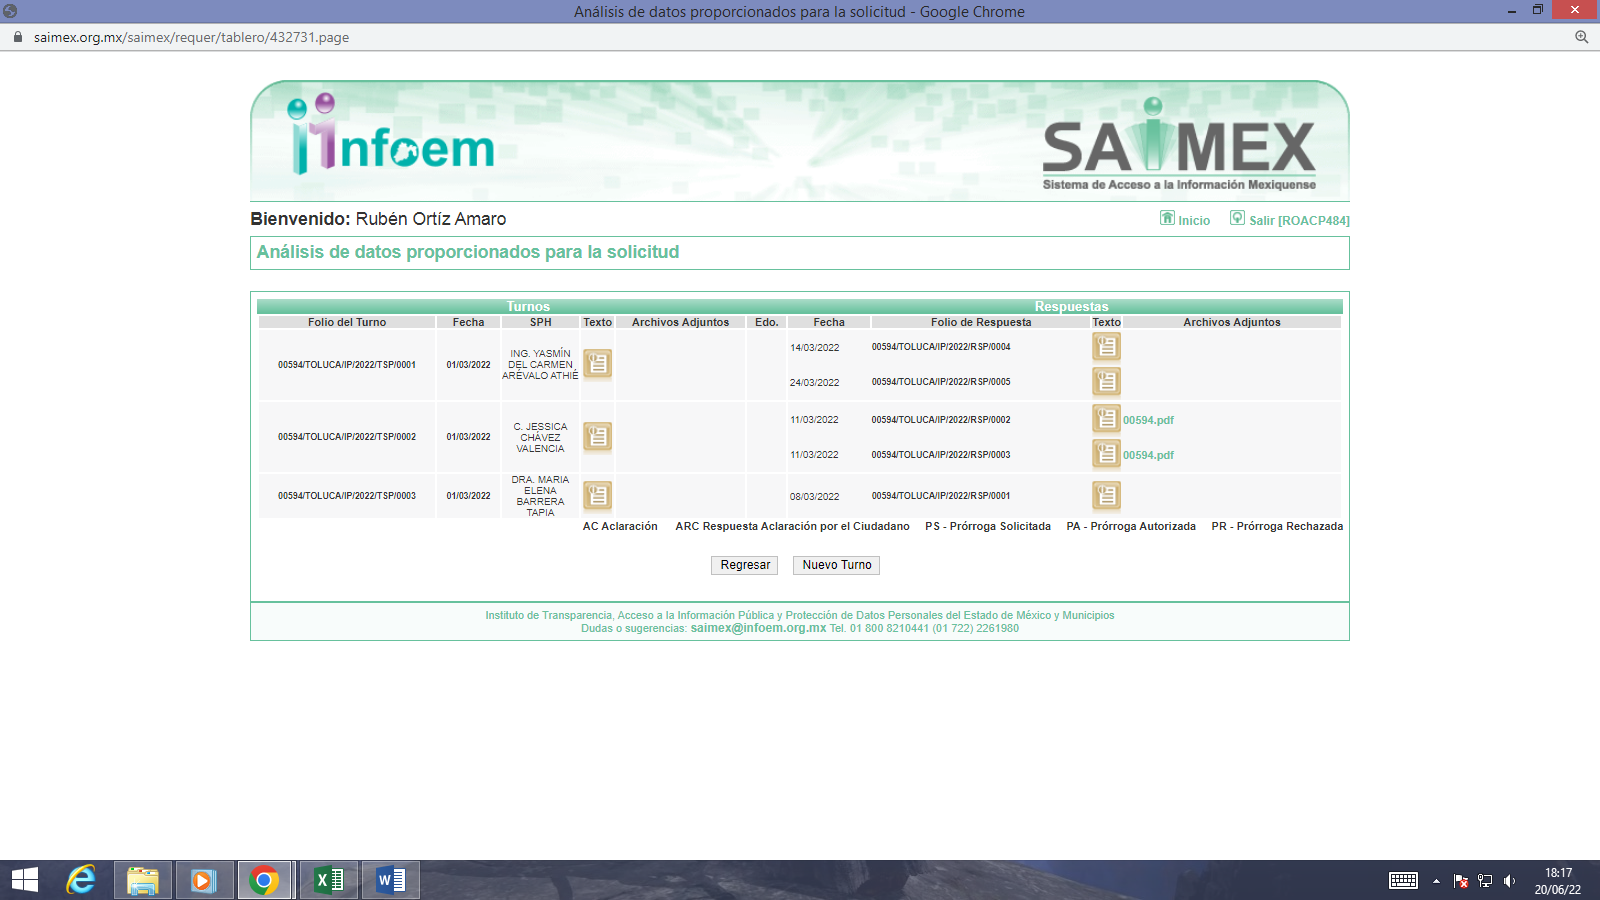 Análisis de datos proporcionados para la solicitud - Google Chrome
saimex.org.mx/saimex/requer/tablero/432731.page
infoem
SAIMEX
Sistema de Acceso a la Información Mexiquense
Bienvenido: Rubén Ortíz Amaro
Inicio
Salir [ROACP484]
Análisis de datos proporcionados para la solicitud
Turnos Respuestas
Folio del Turno Fecha SPH Texto Archivos Adjuntos Edo. Fecha Folio de Respuesta Texto Archivos Adjuntos
00594/TOLUCA/IP/2022/TSP/0001 01/03/2022
ING. YASMÍN
DEL CARMEN
ARÉVALO ATHIÉ
14/03/2022 00594/TOLUCA/IP/2022/RSP/0004
24/03/2022 00594/TOLUCA/IP/2022/RSP/0005
00594/TOLUCA/IP/2022/TSP/0002 01/03/2022
C. JESSICA
CHÁVEZ
VALENCIA
11/03/2022 00594/TOLUCA/IP/2022/RSP/0002 00594.pdf
11/03/2022 00594/TOLUCA/IP/2022/RSP/0003 00594.pdf
00594/TOLUCA/IP/2022/TSP/0003 01/03/2022
DRA. MARIA
ELENA
BARRERA
TAPIA
08/03/2022 00594/TOLUCA/IP/2022/RSP/0001
AC Aclaración ARC Respuesta Aclaración por el Ciudadano PS - Prórroga Solicitada PA - Prórroga Autorizada PR - Prórroga Rechazada
Regresar Nuevo Turno
Instituto de Transparencia, Acceso a la Información Pública y Protección de Datos Personales del Estado de México y Municipios
Dudas o sugerencias: saimex@infoem.org.mx Tel. 01 800 8210441 (01 722) 2261980
18:17
20/06/22